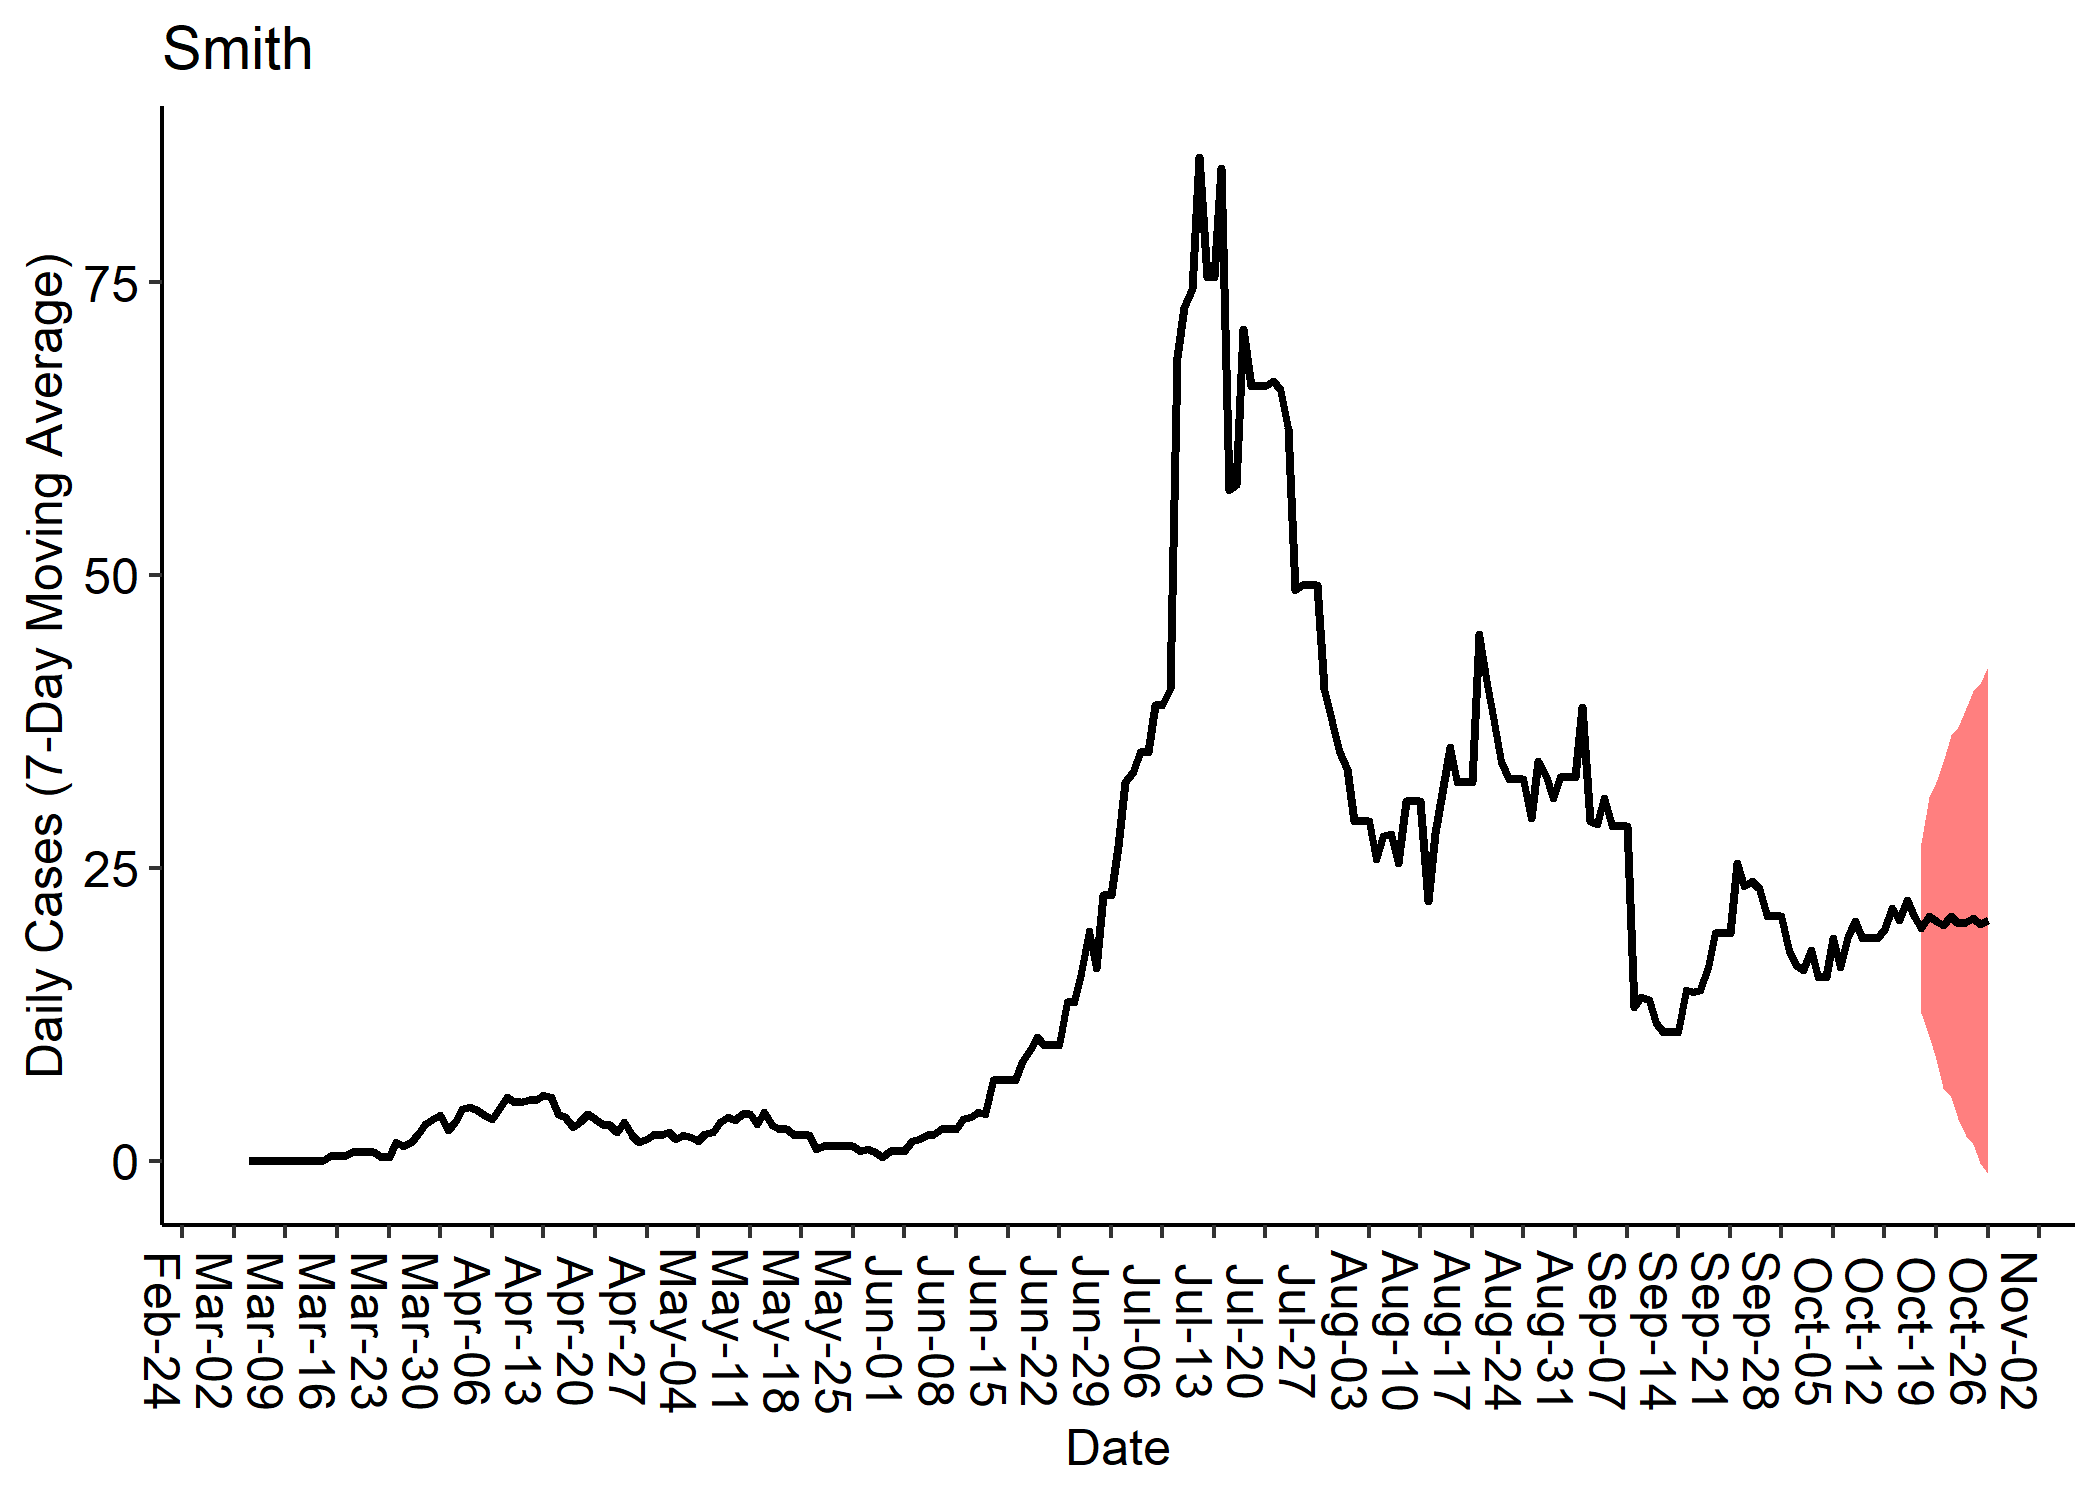 Smith
Daily Cases (7-Day Moving Average)
75
50
25
0
Feb-24
Mar-02
Mar-09
Mar-16
Mar-23
Mar-30
Apr-06
Apr-13
Apr-20
Apr-27
May-04
May-11
May-18
May-25
Jun-01
Jun-08
Jun-15
Jun-22
Jun-29
Jul-06
Jul-13
Jul-20
Jul-27
Aug-03
Aug-10
Aug-17
Aug-24
Aug-31
Sep-07
Sep-14
Sep-21
Sep-28
Oct-05
Oct-12
Oct-19
Oct-26
Nov-02
Date